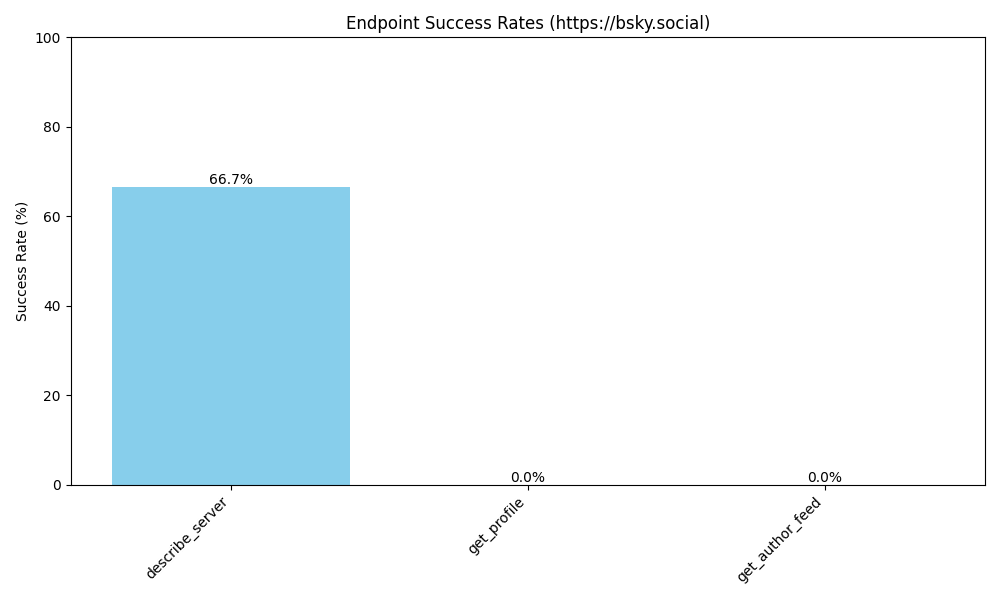 Endpoint Success Rates (https://bsky.social)
100
80
60
40
20
0
Success Rate (%)
66.7%
0.0%
0.0%
describe_server
get_profile
get_author_feed